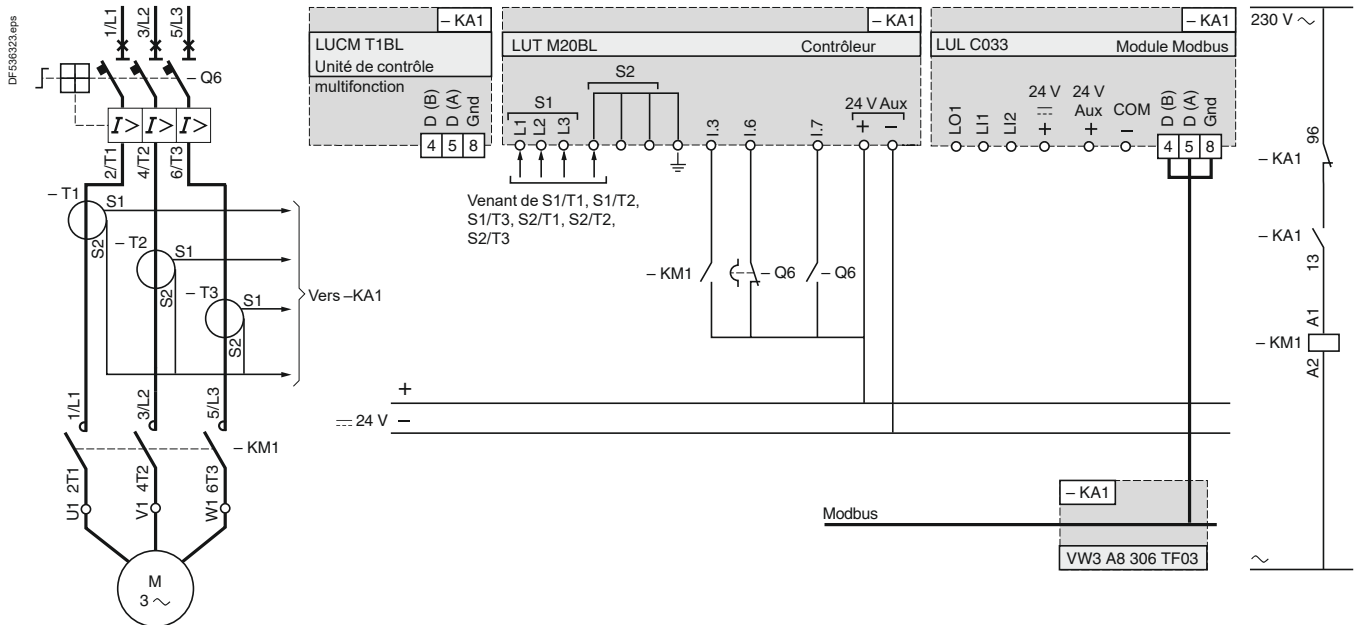 DF536323.eps
1/L1
3/L2
5/L3
– Q6
I>
I>
I>
2/T1
4/T2
6/T3
– T1
S1
S2
– T2
S1
S2
– T3
S1
S2
Vers –KA1
1/L1
3/L2
5/L3
– KM1
2T1
4T2
6T3
U1
V1
W1
M
3 ~
– KA1
LUCM T1BL
Unité de contrôle
multifonction
D (B)
D (A)
Gnd
4 5 8
– KA1
LUT M20BL Contrôleur
S2
S1
L1
L2
L3
I.3
I.6
I.7
24 V Aux
+ –
Venant de S1/T1, S1/T2,
S1/T3, S2/T1, S2/T2,
S2/T3
– KM1
– Q6
– Q6
+
24 V –
– KA1
LUL C033 Module Modbus
LO1
LI1
LI2
24 V
+
24 V
Aux
+
COM
–
D (B)
D (A)
Gnd
4 5 8
– KA1
Modbus
VW3 A8 306 TF03
230 V ~
96
– KA1
– KA1
13
A1
– KM1
A2
~